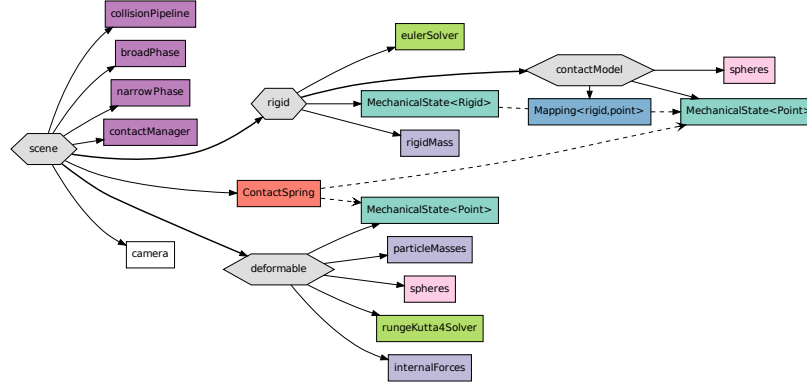 collisionPipeline
broadPhase
narrowPhase
contactManager
scene
camera
rigid
eulerSolver
MechanicalState<Rigid>
rigidMass
contactModel
spheres
Mapping<rigid,point>
MechanicalState<Point>
ContactSpring
deformable
MechanicalState<Point>
particleMasses
spheres
rungeKutta4Solver
internalForces